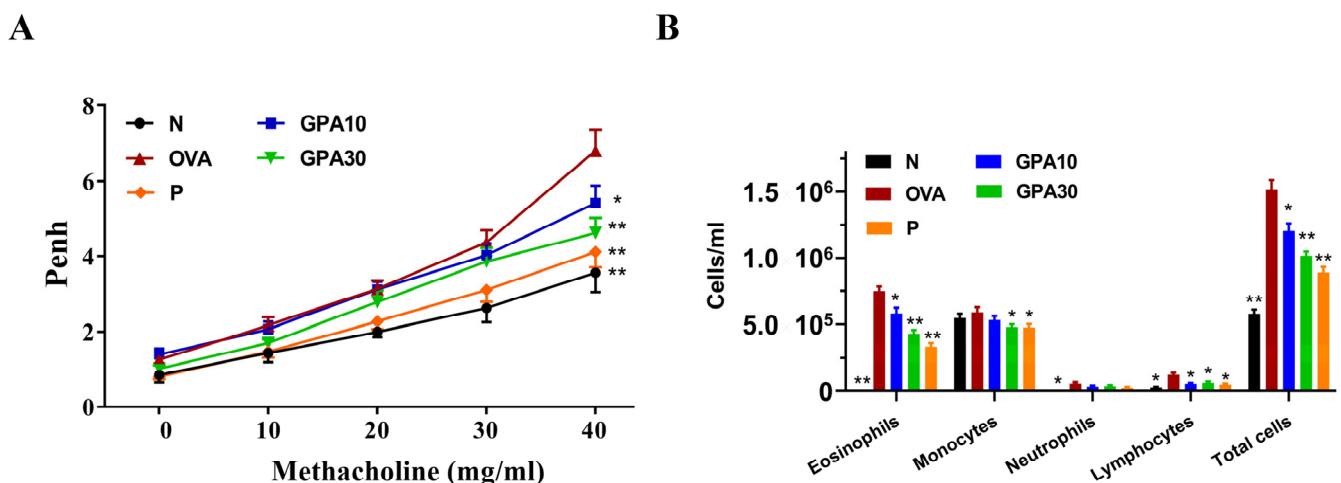 A
8
6
4
2
0
Penh
N
OVA
P
GPA10
GPA30
*
**
**
**
0 10 20 30 40
Methacholine (mg/ml)
B
1.5 10⁶
1.0 10⁶
5.0 10⁵
0
Cells/ml
N
OVA
P
GPA10
GPA30
** * ** **
* *
*
* * * *
** * ** **
Eosinophils
Monocytes
Neutrophils
Lymphocytes
Total cells